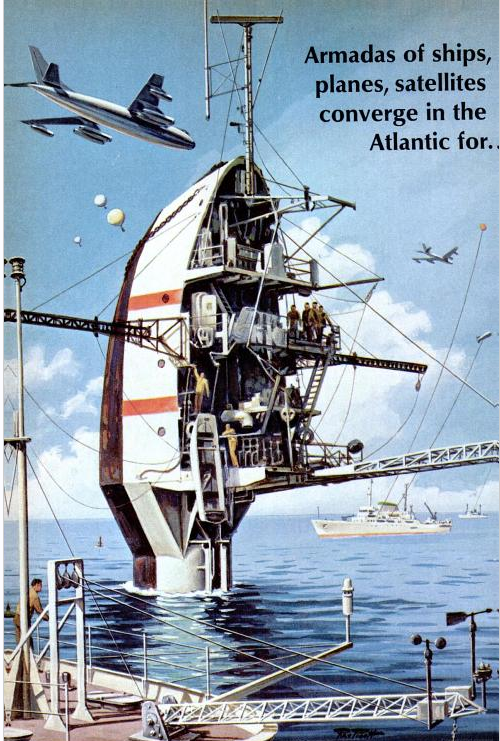 Armadas of ships,
planes, satellites
converge in the
Atlantic for..